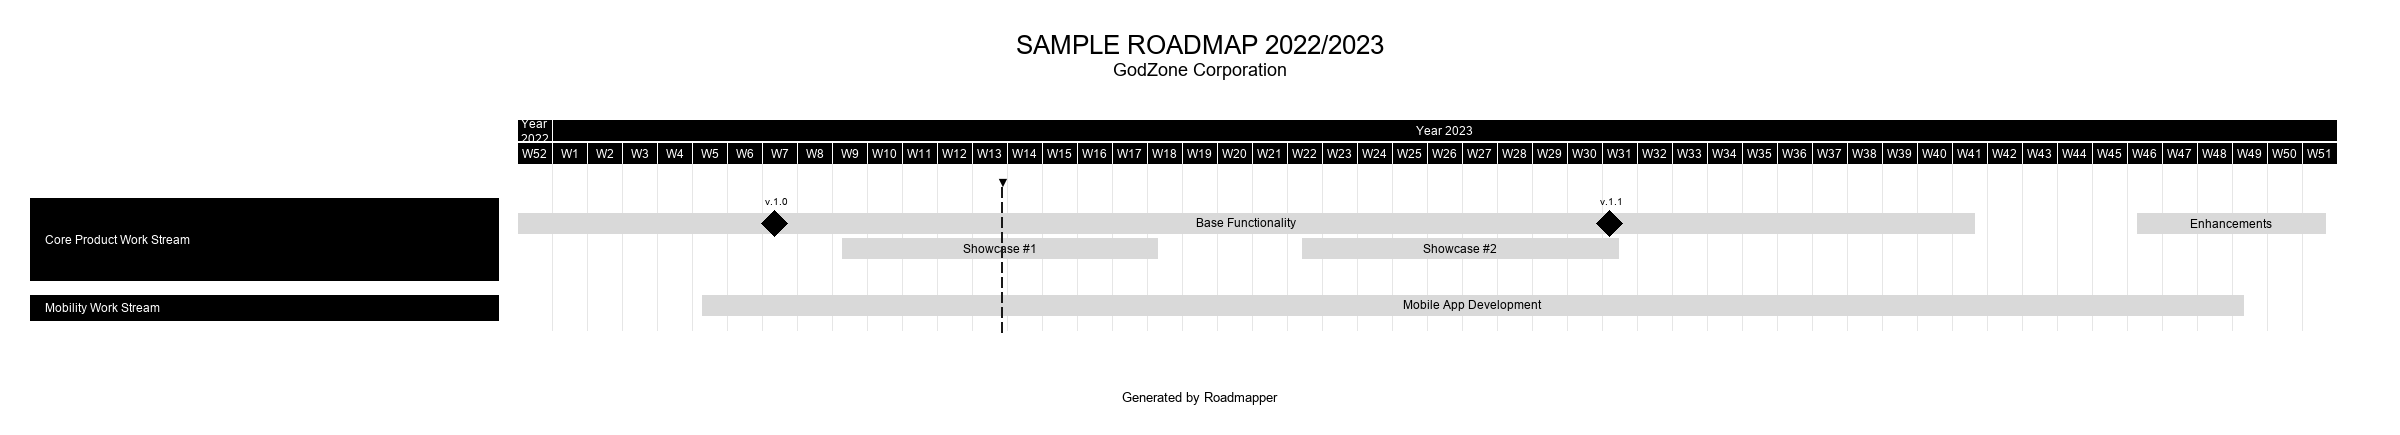 SAMPLE ROADMAP 2022/2023
GodZone Corporation
Year
2022
Year 2023
W52 W1 W2 W3 W4 W5 W6 W7 W8 W9 W10 W11 W12 W13 W14 W15 W16 W17 W18 W19 W20 W21 W22 W23 W24 W25 W26 W27 W28 W29 W30 W31 W32 W33 W34 W35 W36 W37 W38 W39 W40 W41 W42 W43 W44 W45 W46 W47 W48 W49 W50 W51
Core Product Work Stream
v.1.0
v.1.1
Base Functionality
Enhancements
Showcase #1
Showcase #2
Mobility Work Stream
Mobile App Development
Generated by Roadmapper